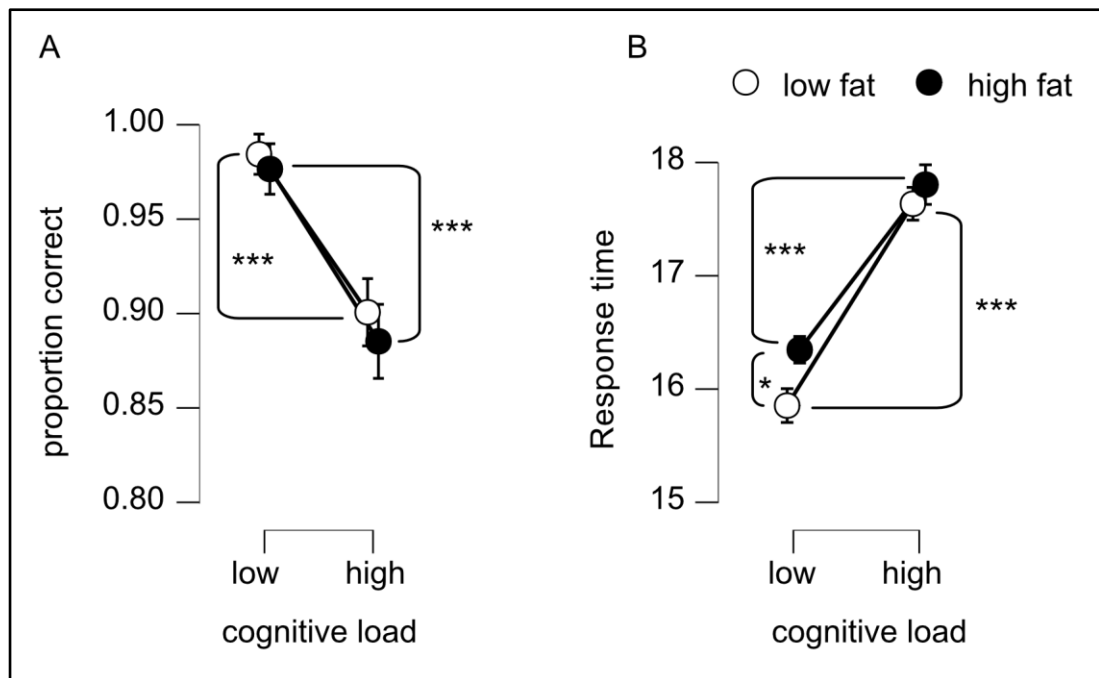 A
proportion correct
1.00
0.95
0.90
0.85
0.80
***
***
low high
cognitive load
B
low fat high fat
Response time
18
17
16
15
***
*
***
low high
cognitive load